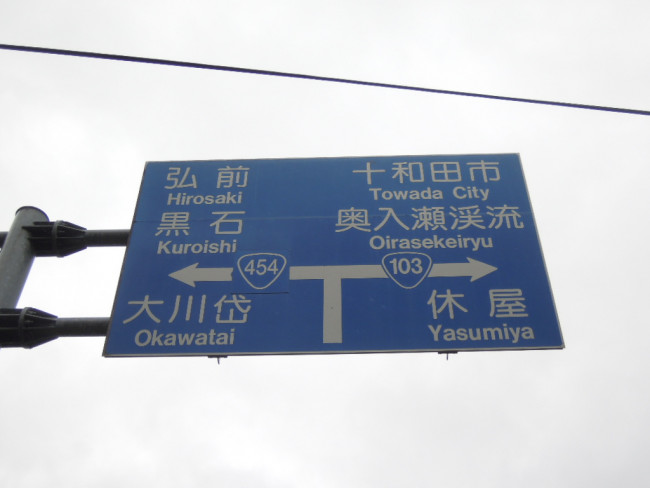 弘前
Hirosaki
黒石
Kuroishi
454
大川岱
Okawatai
十和田市
Towada City
奥入瀬渓流
Oirasekeiryu
103
休屋
Yasumiya